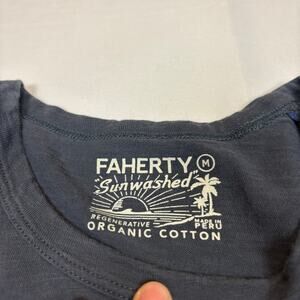 FAHERTY M
"Sunwashed"
REGENERATIVE
MADE IN
PERU
ORGANIC COTTON